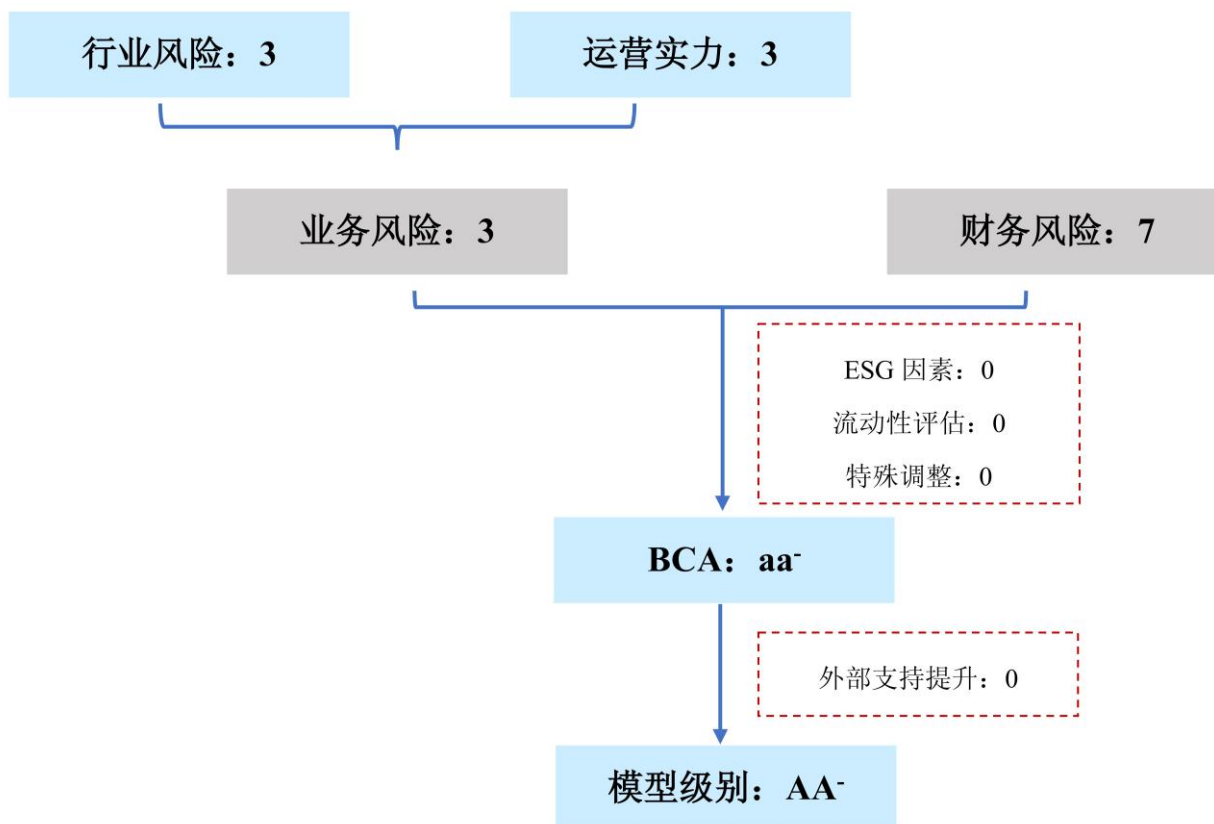 行业风险：3
运营实力：3
业务风险：3
财务风险：7
ESG 因素：0
流动性评估：0
特殊调整：0
BCA：aa⁻
外部支持提升：0
模型级别：AA⁻